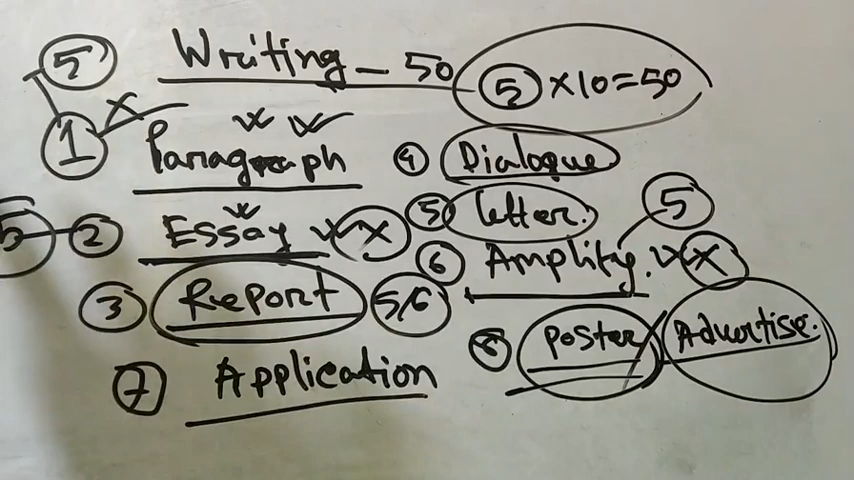 5 Writing - 50 5 x10=50
1 Paragraph 4 Dialogue
5 2 Essay x 5 letter. 5
6 Amplify. x
3 Report 5/6
8 Poster/Advertise.
7 Application